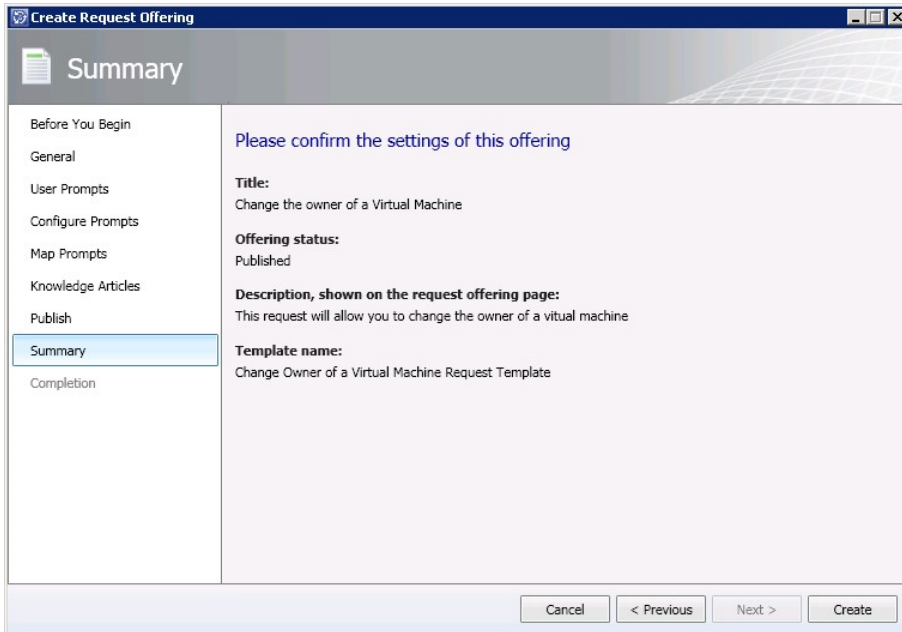 Create Request Offering
Summary
Before You Begin
General
User Prompts
Configure Prompts
Map Prompts
Knowledge Articles
Publish
Summary
Completion
Please confirm the settings of this offering
Title:
Change the owner of a Virtual Machine
Offering status:
Published
Description, shown on the request offering page:
This request will allow you to change the owner of a vitual machine
Template name:
Change Owner of a Virtual Machine Request Template
Cancel
< Previous
Next >
Create